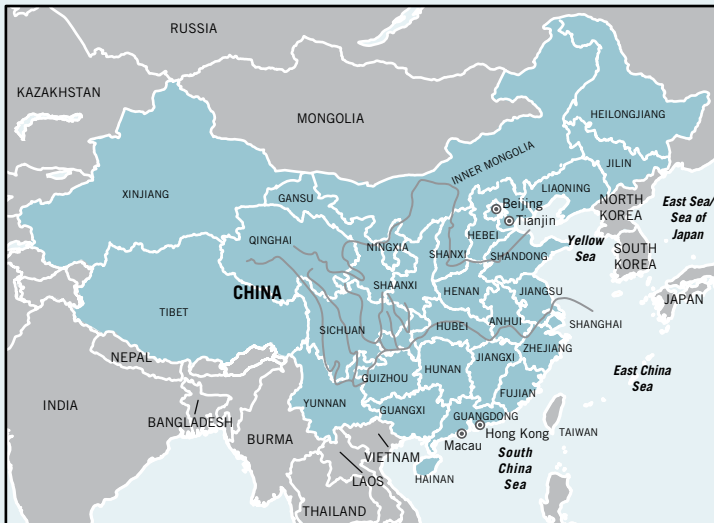 RUSSIA
KAZAKHSTAN
MONGOLIA
HEILONGJIANG
INNER MONGOLIA
JILIN
XINJIANG
GANSU
LIAONING
Beijing
Tianjin
NORTH
KOREA
East Sea/
Sea of
Japan
QINGHAI
NINGXIA
HEBEI
SHANXI
SHANDONG
Yellow
Sea
SOUTH
KOREA
SHAANXI
HENAN
JIANGSU
JAPAN
CHINA
TIBET
SICHUAN
HUBEI
ANHUI
SHANGHAI
ZHEJIANG
NEPAL
HUNAN
JIANGXI
GUIZHOU
East China
Sea
FUJIAN
INDIA
YUNNAN
GUANGXI
GUANGDONG
BANGLADESH
BURMA
Macau
Hong Kong
TAIWAN
VIETNAM
South
China
Sea
LAOS
HAINAN
THAILAND